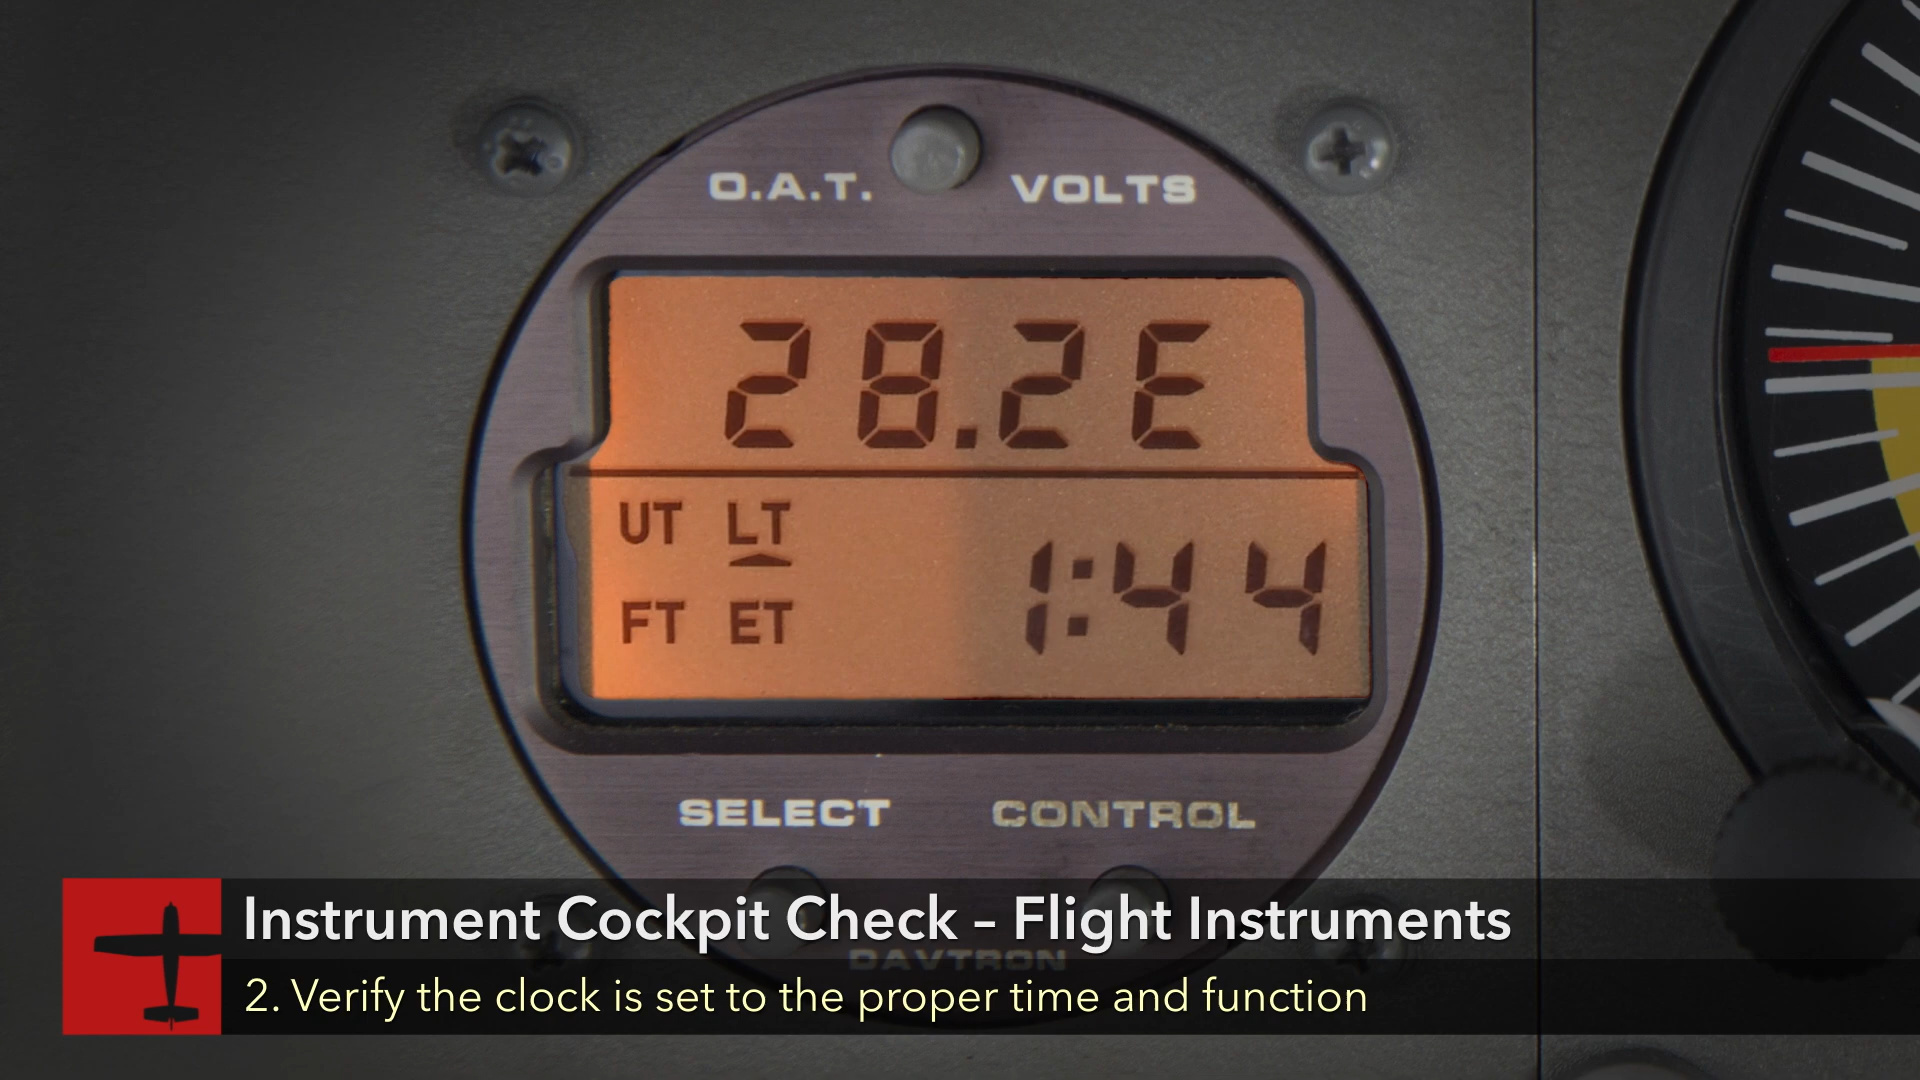 O.A.T. VOLTS
28.2E
UT LT
1:44
FT ET
SELECT CONTROL
DAVTRON
Instrument Cockpit Check – Flight Instruments
2. Verify the clock is set to the proper time and function